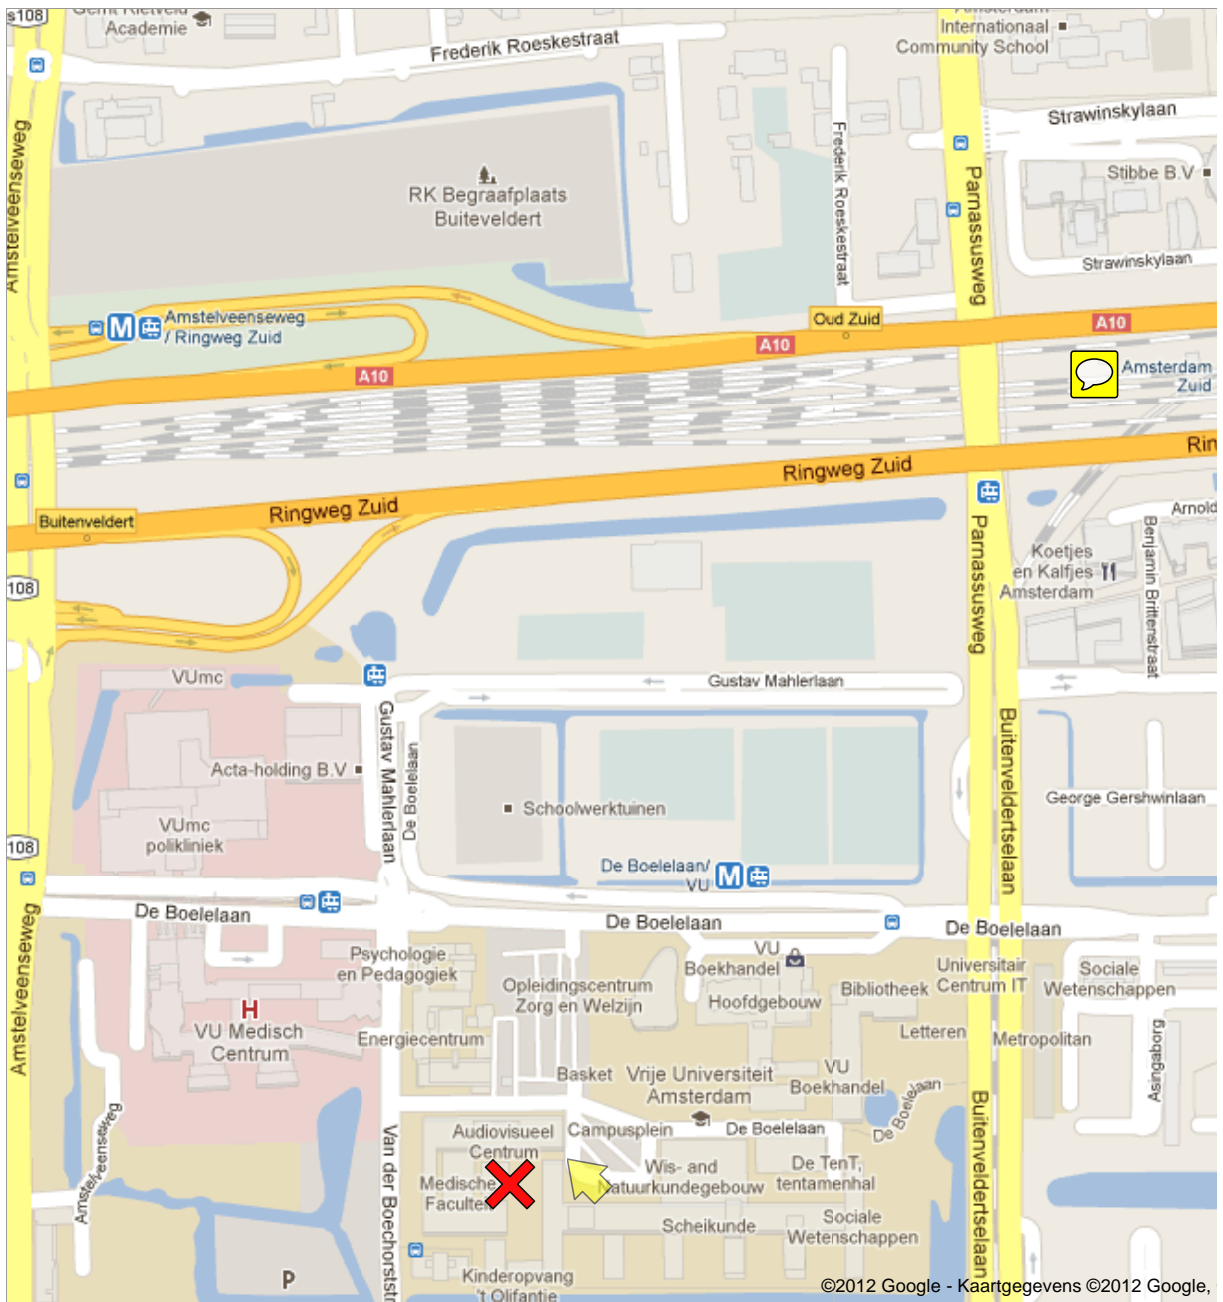 s108
Gerrit Rietveld
Academie
Frederik Roeskestraat
Amsterdam
Internationaal
Community School
Strawinskylaan
Stibbe B.V
Amstelveenseweg
RK Begraafplaats
Buiteveldert
Frederik Roeskestraat
Parnassusweg
Strawinskylaan
M
Amstelveenseweg
/ Ringweg Zuid
Oud Zuid
A10
A10
A10
Amsterdam
Zuid
Ringweg Zuid
Rin
Ringweg Zuid
Buitenveldert
Arnold
Parnassusweg
Benjamin Brittenstraat
Koetjes
en Kalfjes
Amsterdam
108
VUmc
Gustav Mahlerlaan
Gustav Mahlerlaan
De Boelelaan
Buitenveldertselaan
Acta-holding B.V
Schoolwerktuinen
George Gershwinlaan
VUmc
polikliniek
108
De Boelelaan/
VU
M
Amstelveenseweg
De Boelelaan
De Boelelaan
De Boelelaan
Psychologie
en Pedagogiek
VU
Boekhandel
Universitair
Centrum IT
Sociale
Wetenschappen
Opleidingscentrum
Zorg en Welzijn
Hoofdgebouw
Bibliotheek
H
VU Medisch
Centrum
Energiecentrum
Letteren
Metropolitan
Asingaborg
Basket
Vrije Universiteit
Amsterdam
VU
Boekhandel
De Boelelaan
Amstelveenseweg
Van der Boechorststr
Audiovisueel
Centrum
Campusplein
De Boelelaan
Buitenveldertselaan
Medische
Facultei
Wis- and
Natuurkundegebouw
De TenT,
tentamenhal
Scheikunde
Sociale
Wetenschappen
P
Kinderopvang
't Olifantje
©2012 Google - Kaartgegevens ©2012 Google,